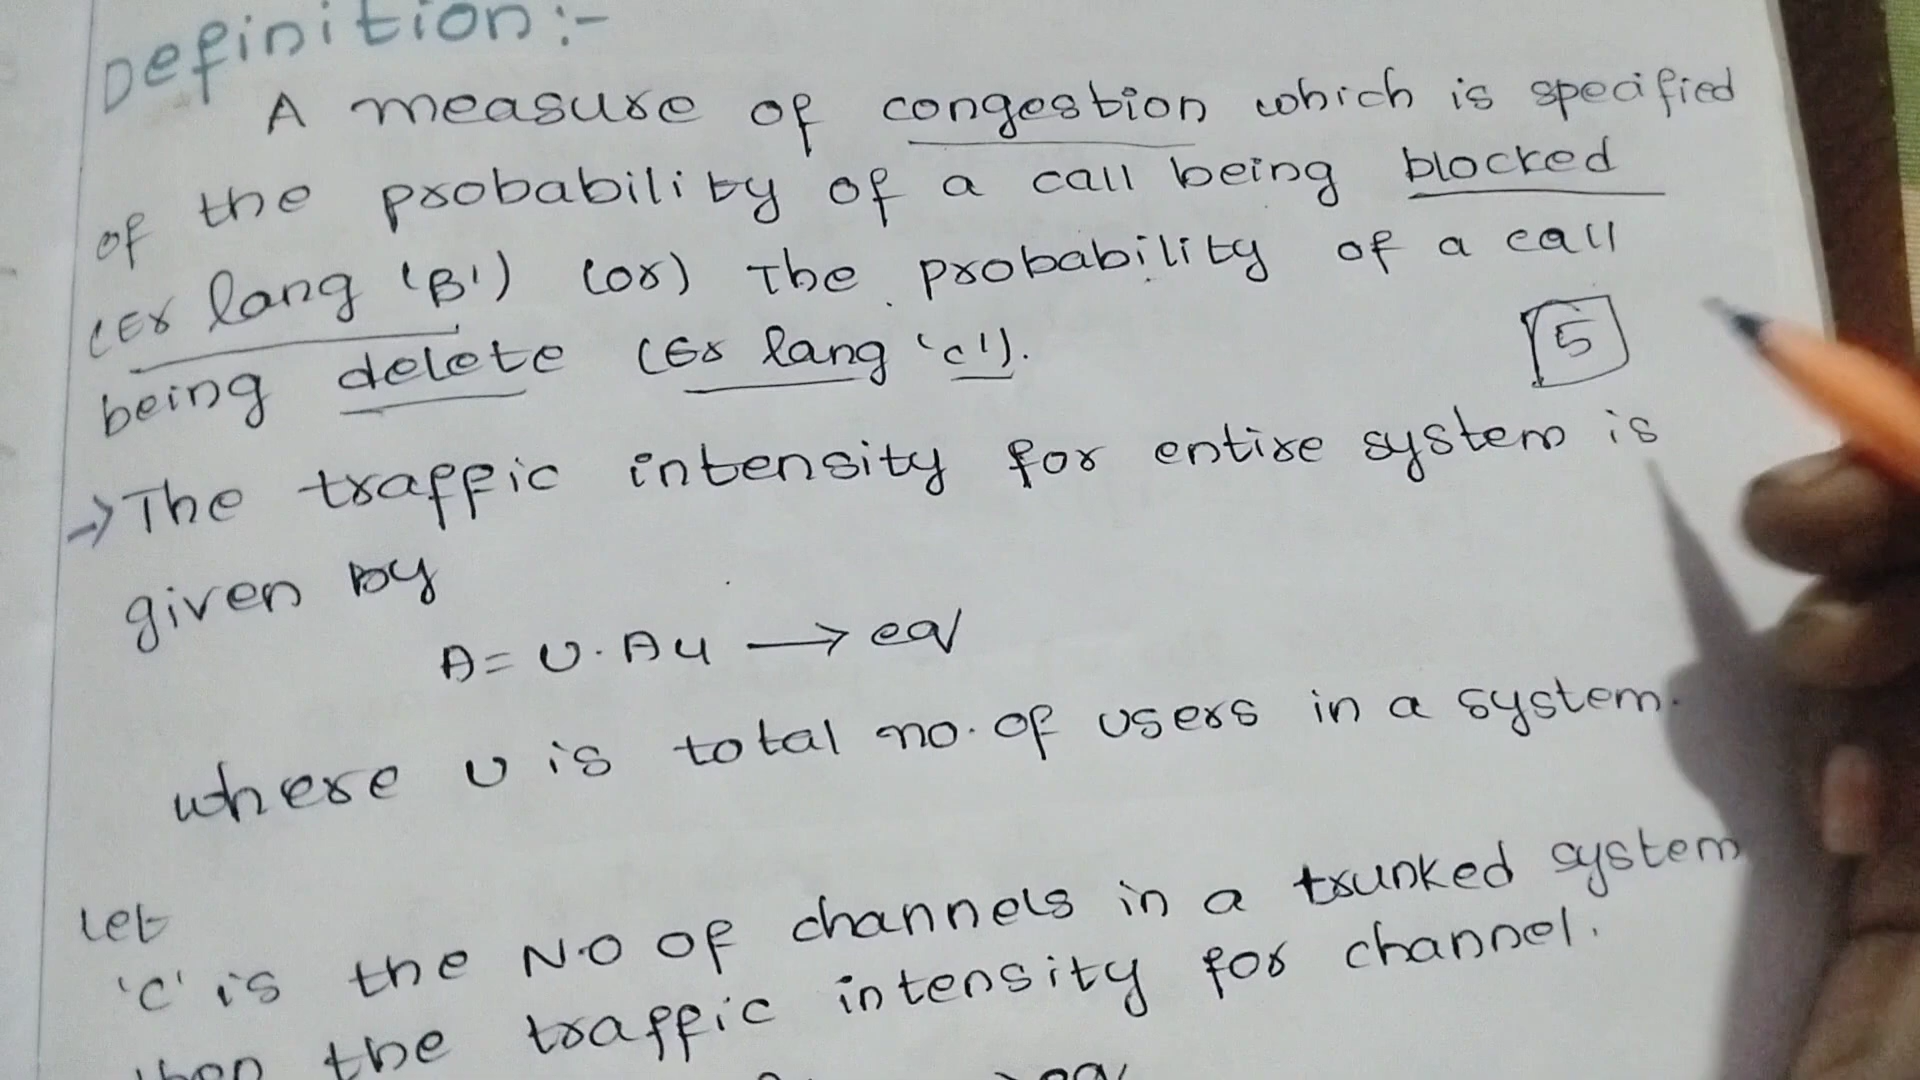 Definition:-
A measure of congestion which is specified
of the probability of a call being blocked
(Er lang 'B') (or) The probability of a call
being delete (Er lang 'c').
5
→The traffic intensity for entire system is
given by
A= U. Au → eq
where U is total no. of users in a system.
Let
'C' is the NO OF channels in a trunked system
then the traffic intensity for channel.